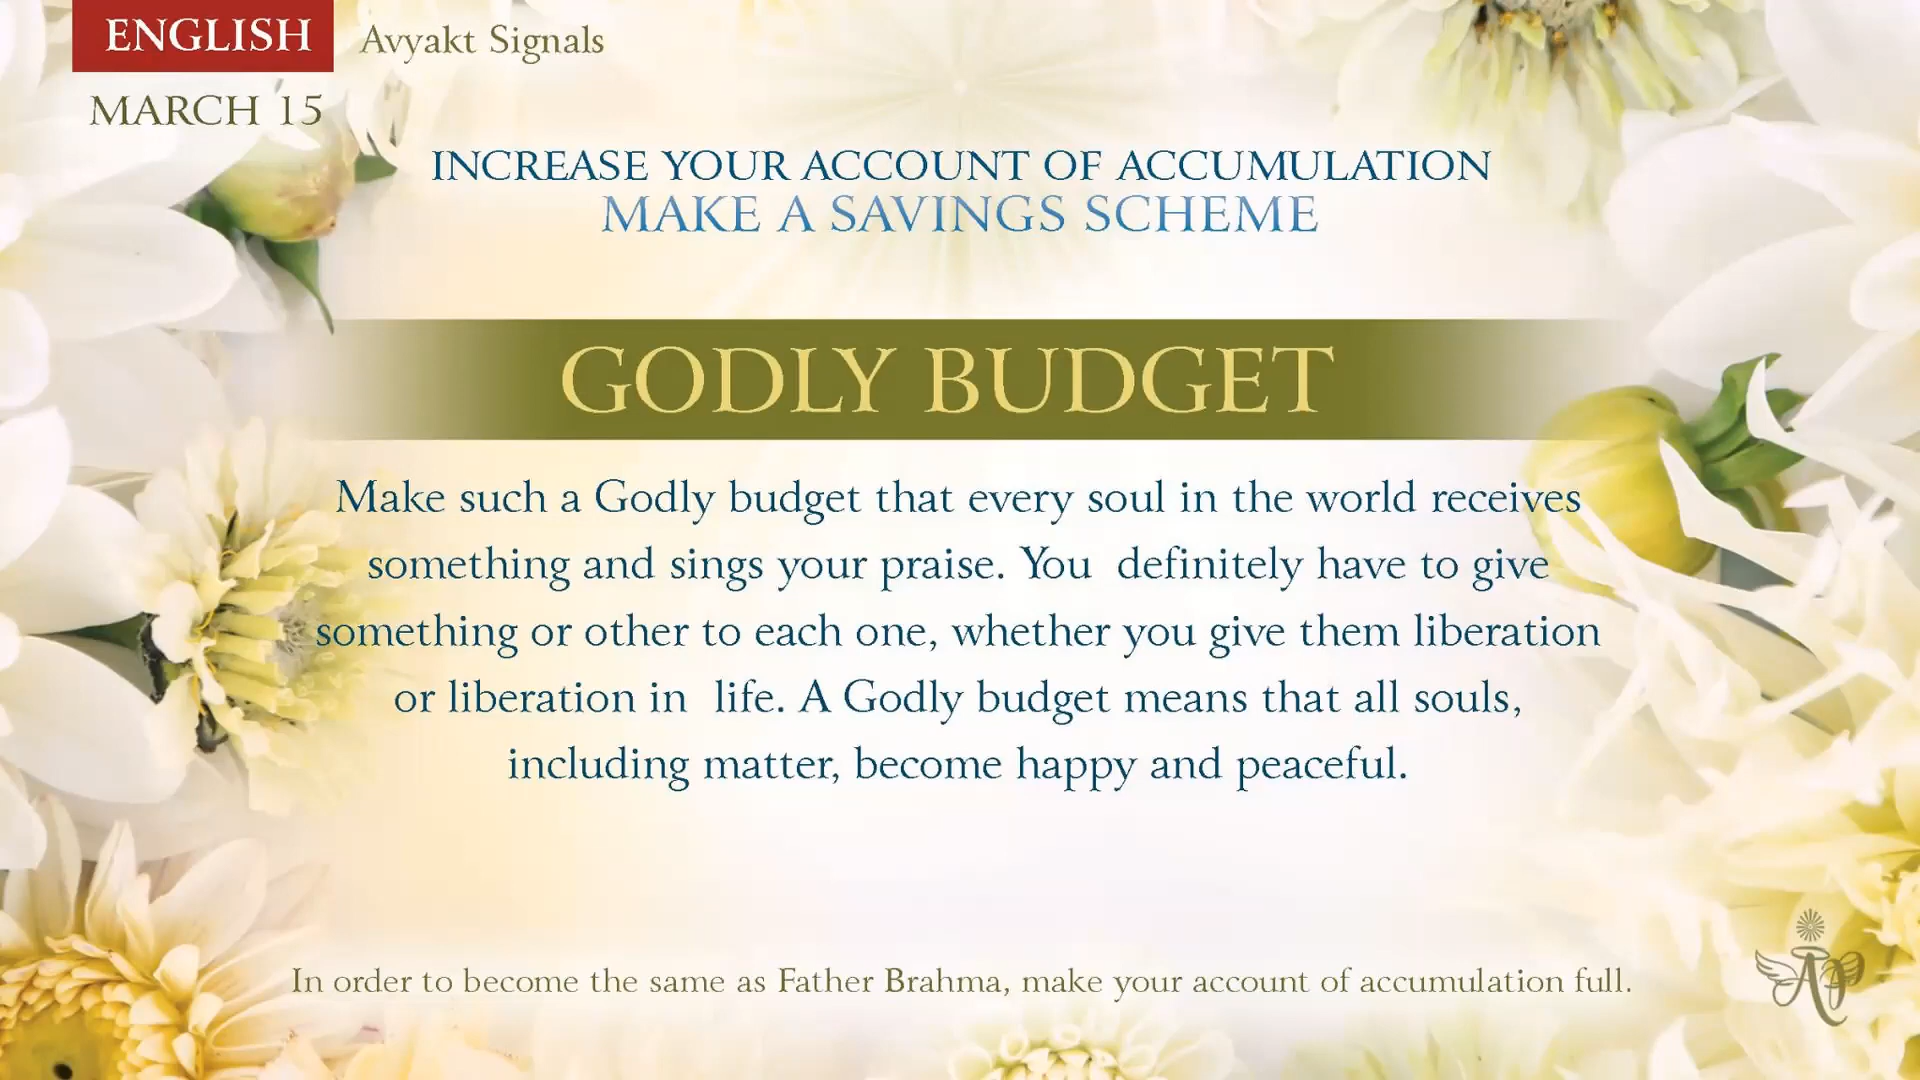 ENGLISH
Avyakt Signals
MARCH 15
INCREASE YOUR ACCOUNT OF ACCUMULATION
MAKE A SAVINGS SCHEME
GODLY BUDGET
Make such a Godly budget that every soul in the world receives
something and sings your praise. You  definitely have to give
something or other to each one, whether you give them liberation
or liberation in  life. A Godly budget means that all souls,
including matter, become happy and peaceful.
In order to become the same as Father Brahma, make your account of accumulation full.